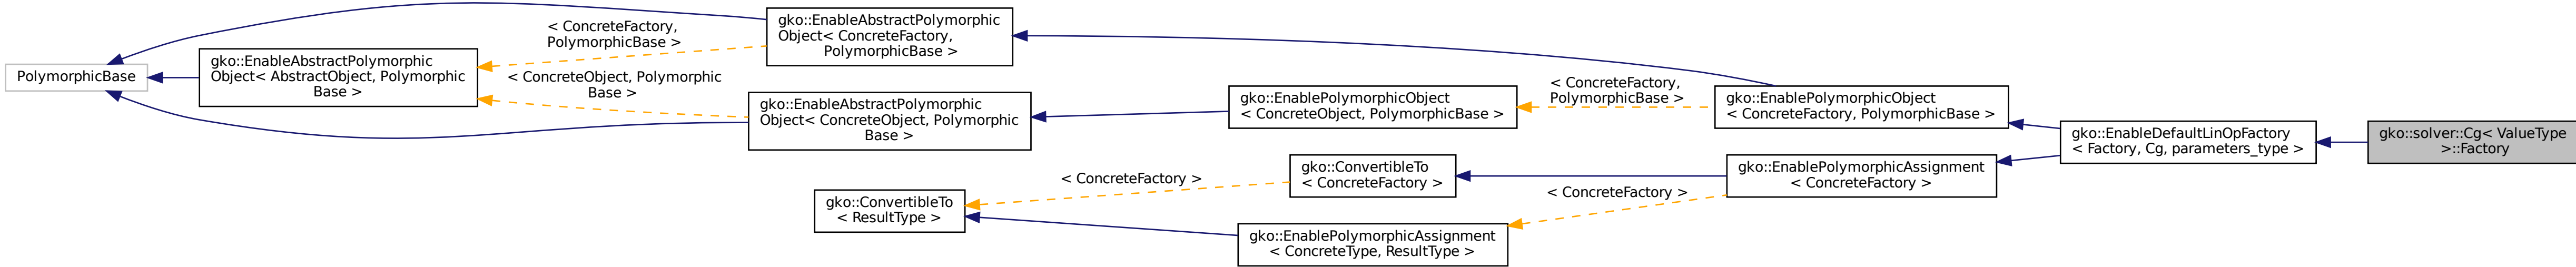 PolymorphicBase
gko::EnableAbstractPolymorphic
Object< AbstractObject, Polymorphic
Base >
< ConcreteFactory,
PolymorphicBase >
< ConcreteObject, Polymorphic
Base >
gko::EnableAbstractPolymorphic
Object< ConcreteFactory,
PolymorphicBase >
gko::EnableAbstractPolymorphic
Object< ConcreteObject, Polymorphic
Base >
gko::ConvertibleTo
< ResultType >
< ConcreteFactory >
gko::EnablePolymorphicObject
< ConcreteObject, PolymorphicBase >
gko::ConvertibleTo
< ConcreteFactory >
gko::EnablePolymorphicAssignment
< ConcreteType, ResultType >
< ConcreteFactory,
PolymorphicBase >
< ConcreteFactory >
gko::EnablePolymorphicObject
< ConcreteFactory, PolymorphicBase >
gko::EnablePolymorphicAssignment
< ConcreteFactory >
gko::EnableDefaultLinOpFactory
< Factory, Cg, parameters_type >
gko::solver::Cg< ValueType
>::Factory